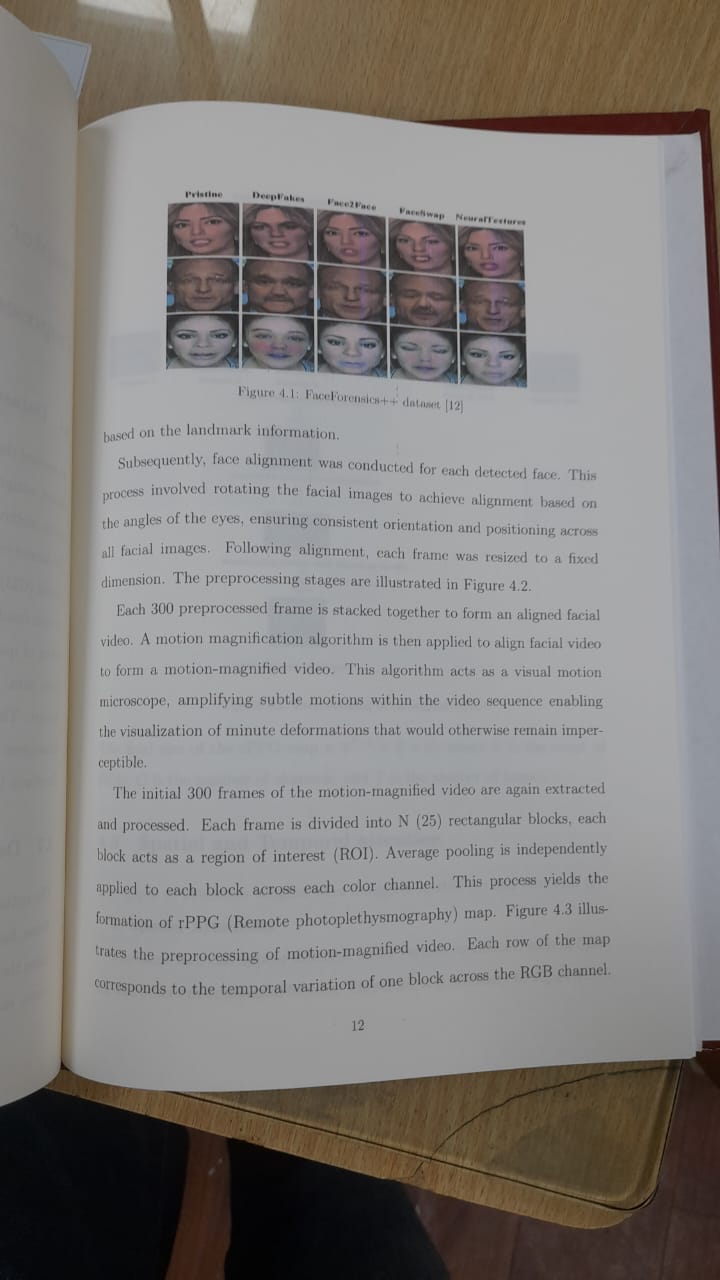 Pristine DeepFakes Face2Face FaceSwap NeuralTextures
Figure 4.1: FaceForensics++ dataset [12]
based on the landmark information.
Subsequently, face alignment was conducted for each detected face. This
process involved rotating the facial images to achieve alignment based on
the angles of the eyes, ensuring consistent orientation and positioning across
all facial images. Following alignment, each frame was resized to a fixed
dimension. The preprocessing stages are illustrated in Figure 4.2.
Each 300 preprocessed frame is stacked together to form an aligned facial
video. A motion magnification algorithm is then applied to align facial video
to form a motion-magnified video. This algorithm acts as a visual motion
microscope, amplifying subtle motions within the video sequence enabling
the visualization of minute deformations that would otherwise remain imper-
ceptible.
The initial 300 frames of the motion-magnified video are again extracted
and processed. Each frame is divided into N (25) rectangular blocks, each
block acts as a region of interest (ROI). Average pooling is independently
applied to each block across each color channel. This process yields the
formation of rPPG (Remote photoplethysmography) map. Figure 4.3 illus-
trates the preprocessing of motion-magnified video. Each row of the map
corresponds to the temporal variation of one block across the RGB channel.
12